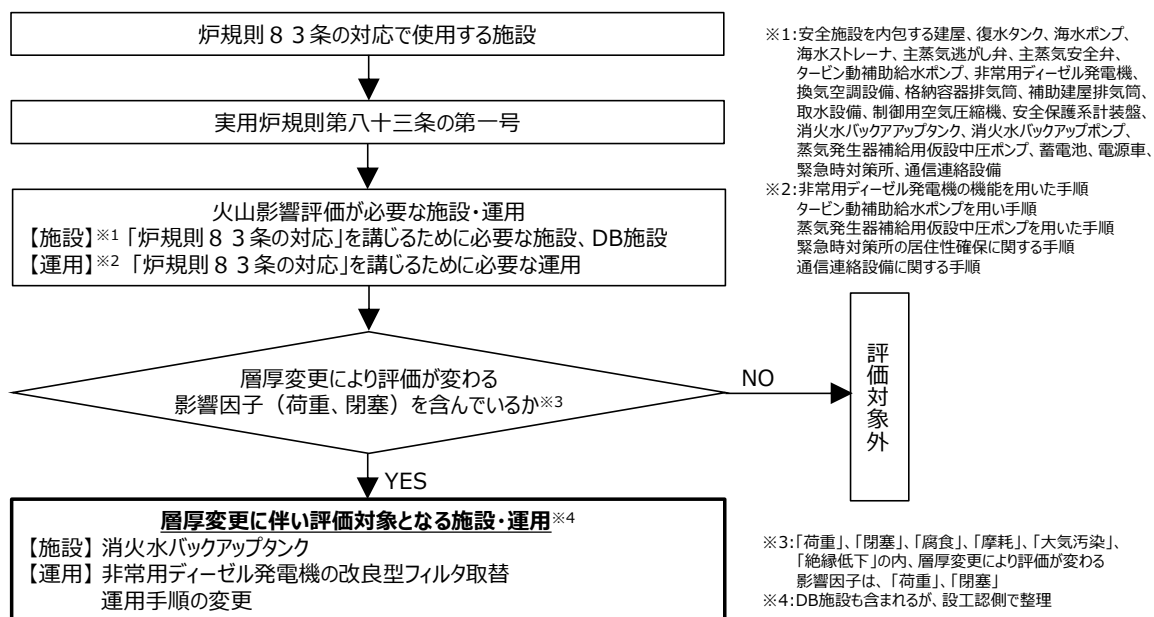 炉規則８３条の対応で使用する施設
実用炉規則第八十三条の第一号
火山影響評価が必要な施設・運用
【施設】※1「炉規則８３条の対応」を講じるために必要な施設、DB施設
【運用】※2「炉規則８３条の対応」を講じるために必要な運用
層厚変更により評価が変わる
影響因子（荷重、閉塞）を含んでいるか※3
NO
評価対象外
YES
層厚変更に伴い評価対象となる施設・運用※4
【施設】消火水バックアップタンク
【運用】非常用ディーゼル発電機の改良型フィルタ取替
運用手順の変更
※1:安全施設を内包する建屋、復水タンク、海水ポンプ、
海水ストレーナ、主蒸気逃がし弁、主蒸気安全弁、
タービン動補助給水ポンプ、非常用ディーゼル発電機、
換気空調設備、格納容器排気筒、補助建屋排気筒、
取水設備、制御用空気圧縮機、安全保護系計装盤、
消火水バックアアップタンク、消火水バックアップポンプ、
蒸気発生器補給用仮設中圧ポンプ、蓄電池、電源車、
緊急時対策所、通信連絡設備
※2:非常用ディーゼル発電機の機能を用いた手順
タービン動補助給水ポンプを用い手順
蒸気発生器補給用仮設中圧ポンプを用いた手順
緊急時対策所の居住性確保に関する手順
通信連絡設備に関する手順
※3:「荷重」、「閉塞」、「腐食」、「摩耗」、「大気汚染」、
「絶縁低下」の内、層厚変更により評価が変わる
影響因子は、「荷重」、「閉塞」
※4:DB施設も含まれるが、設工認側で整理